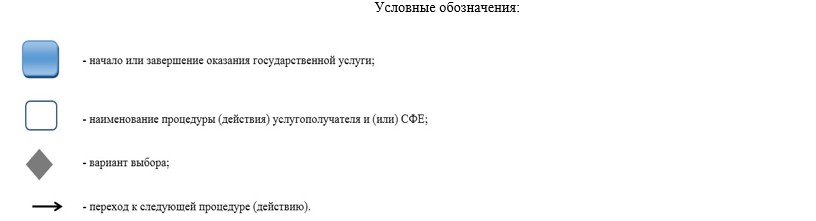 Условные обозначения:
- начало или завершение оказания государственной услуги;
- наименование процедуры (действия) услугополучателя и (или) СФЕ;
- вариант выбора;
- переход к следующей процедуре (действию).